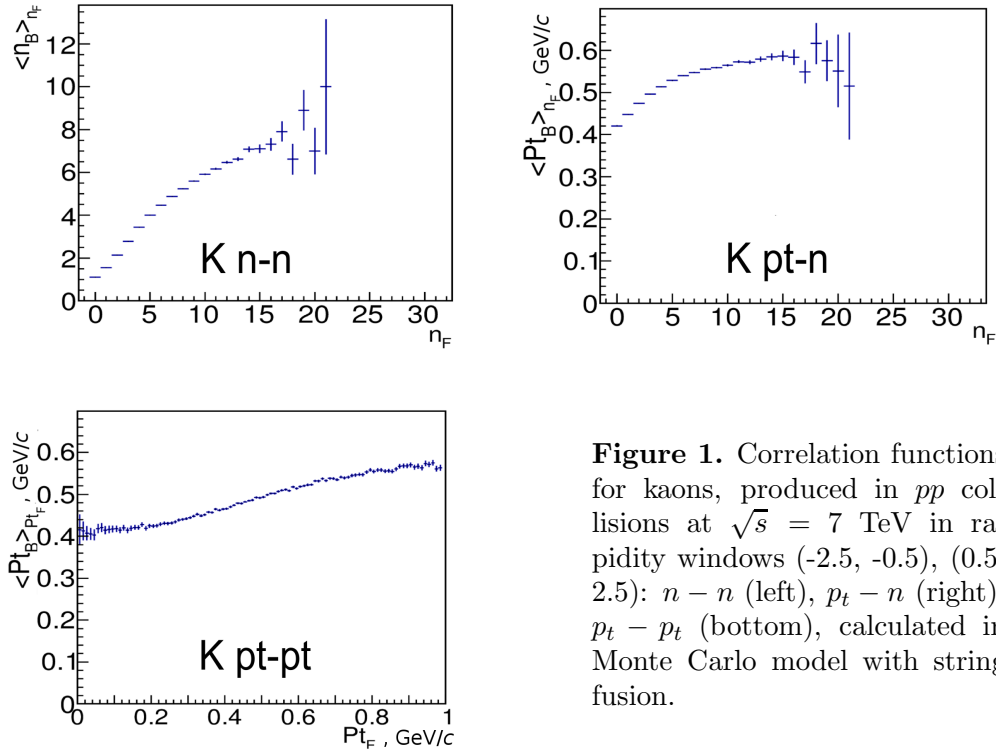 <n_B>n_F
12
10
8
6
4
2
0
K n-n
0 5 10 15 20 25 30
n_F
<Pt_B>n_F , GeV/c
0.6
0.5
0.4
0.3
0.2
0.1
0
K pt-n
0 5 10 15 20 25 30
n_F
<Pt_B>Pt_F , GeV/c
0.6
0.5
0.4
0.3
0.2
0.1
0
K pt-pt
0 0.2 0.4 0.6 0.8 1
Pt_F , GeV/c
Figure 1. Correlation functions
for kaons, produced in pp col
lisions at √s = 7 TeV in ra
pidity windows (-2.5, -0.5), (0.5
2.5): n − n (left), p_t − n (right)
p_t − p_t (bottom), calculated in
Monte Carlo model with string
fusion.